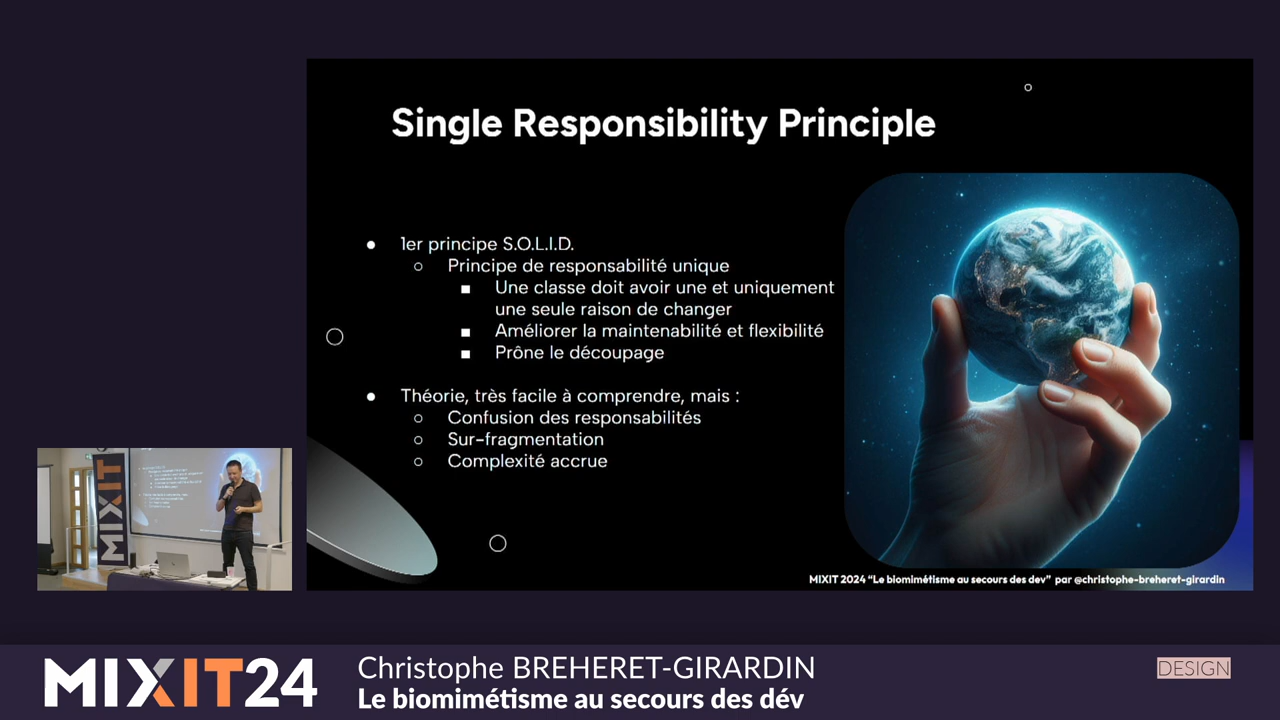 Single Responsibility Principle
1er principe S.O.L.I.D.
Principe de responsabilité unique
Une classe doit avoir une et uniquement
une seule raison de changer
Améliorer la maintenabilité et flexibilité
Prône le découpage
Théorie, très facile à comprendre, mais :
Confusion des responsabilités
Sur-fragmentation
Complexité accrue
MIXIT 2024 “Le biomimétisme au secours des dev” par @christophe-breheret-girardin
MIXIT
MIXIT24
Christophe BREHERET-GIRARDIN
Le biomimétisme au secours des dév
DESIGN